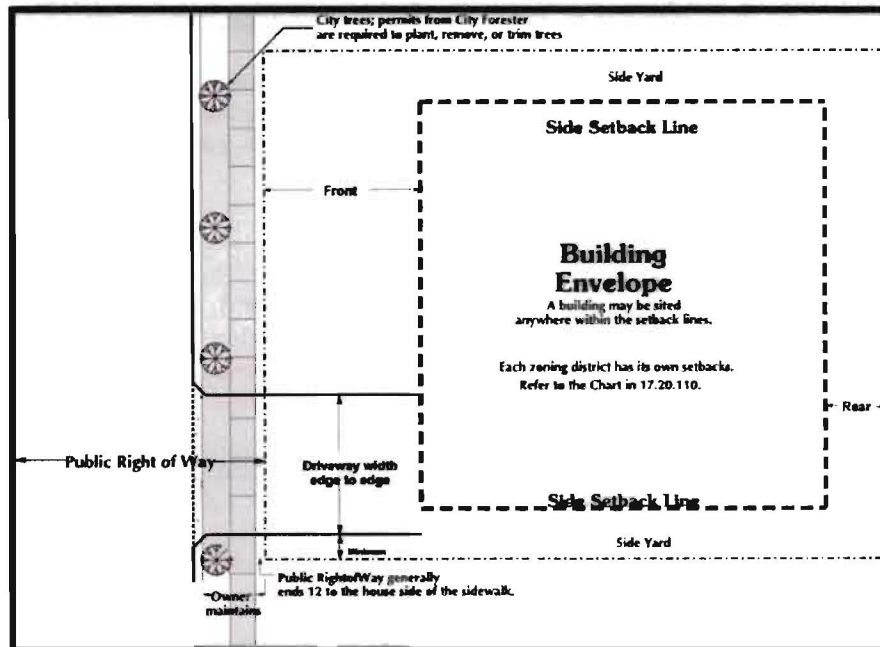 City trees; permits from City Forester
are required to plant, remove, or trim trees
Side Yard
Side Setback Line
Front
Building
Envelope
A building may be sited
anywhere within the setback lines.
Each zoning district has its own setbacks.
Refer to the Chart in 17.20.110.
Rear
Public Right of Way
Driveway width
edge to edge
Side Setback Line
Minimum
Side Yard
Public RightofWay generally
ends 12 to the house side of the sidewalk.
Owner
maintains